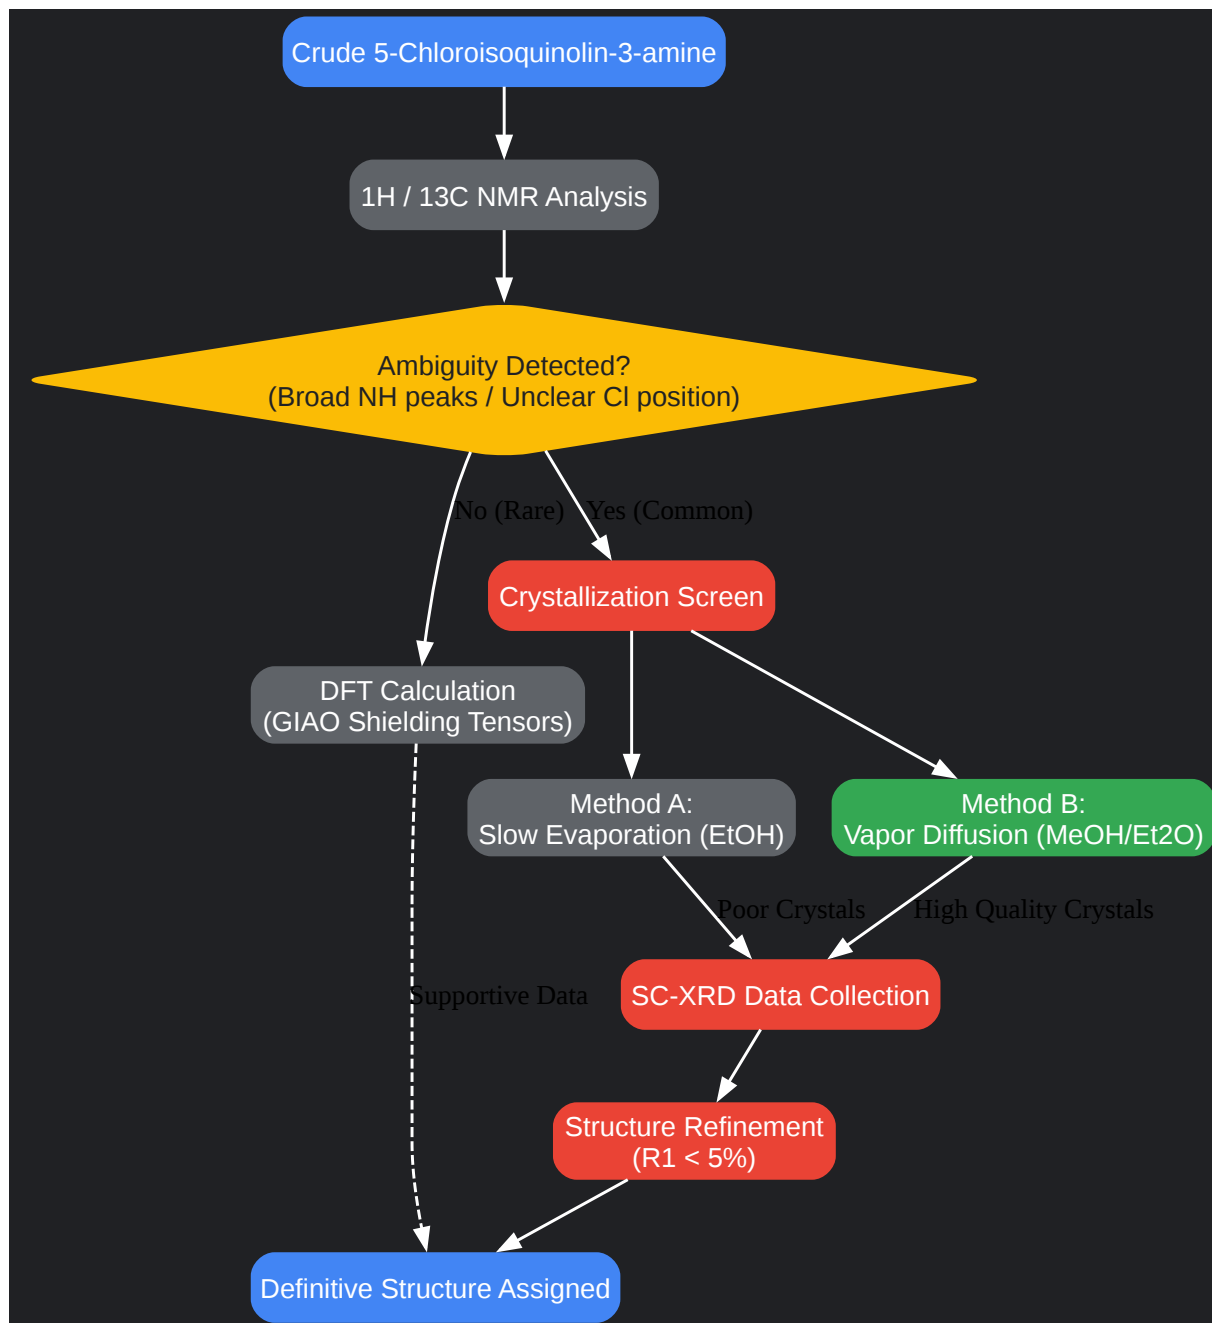 Crude 5-Chloroisoquinolin-3-amine
1H / 13C NMR Analysis
Ambiguity Detected?
(Broad NH peaks / Unclear Cl position)
No (Rare)
Yes (Common)
Crystallization Screen
DFT Calculation
(GIAO Shielding Tensors)
Method A:
Slow Evaporation (EtOH)
Method B:
Vapor Diffusion (MeOH/Et2O)
Poor Crystals
High Quality Crystals
Supportive Data
SC-XRD Data Collection
Structure Refinement
(R1 < 5%)
Definitive Structure Assigned